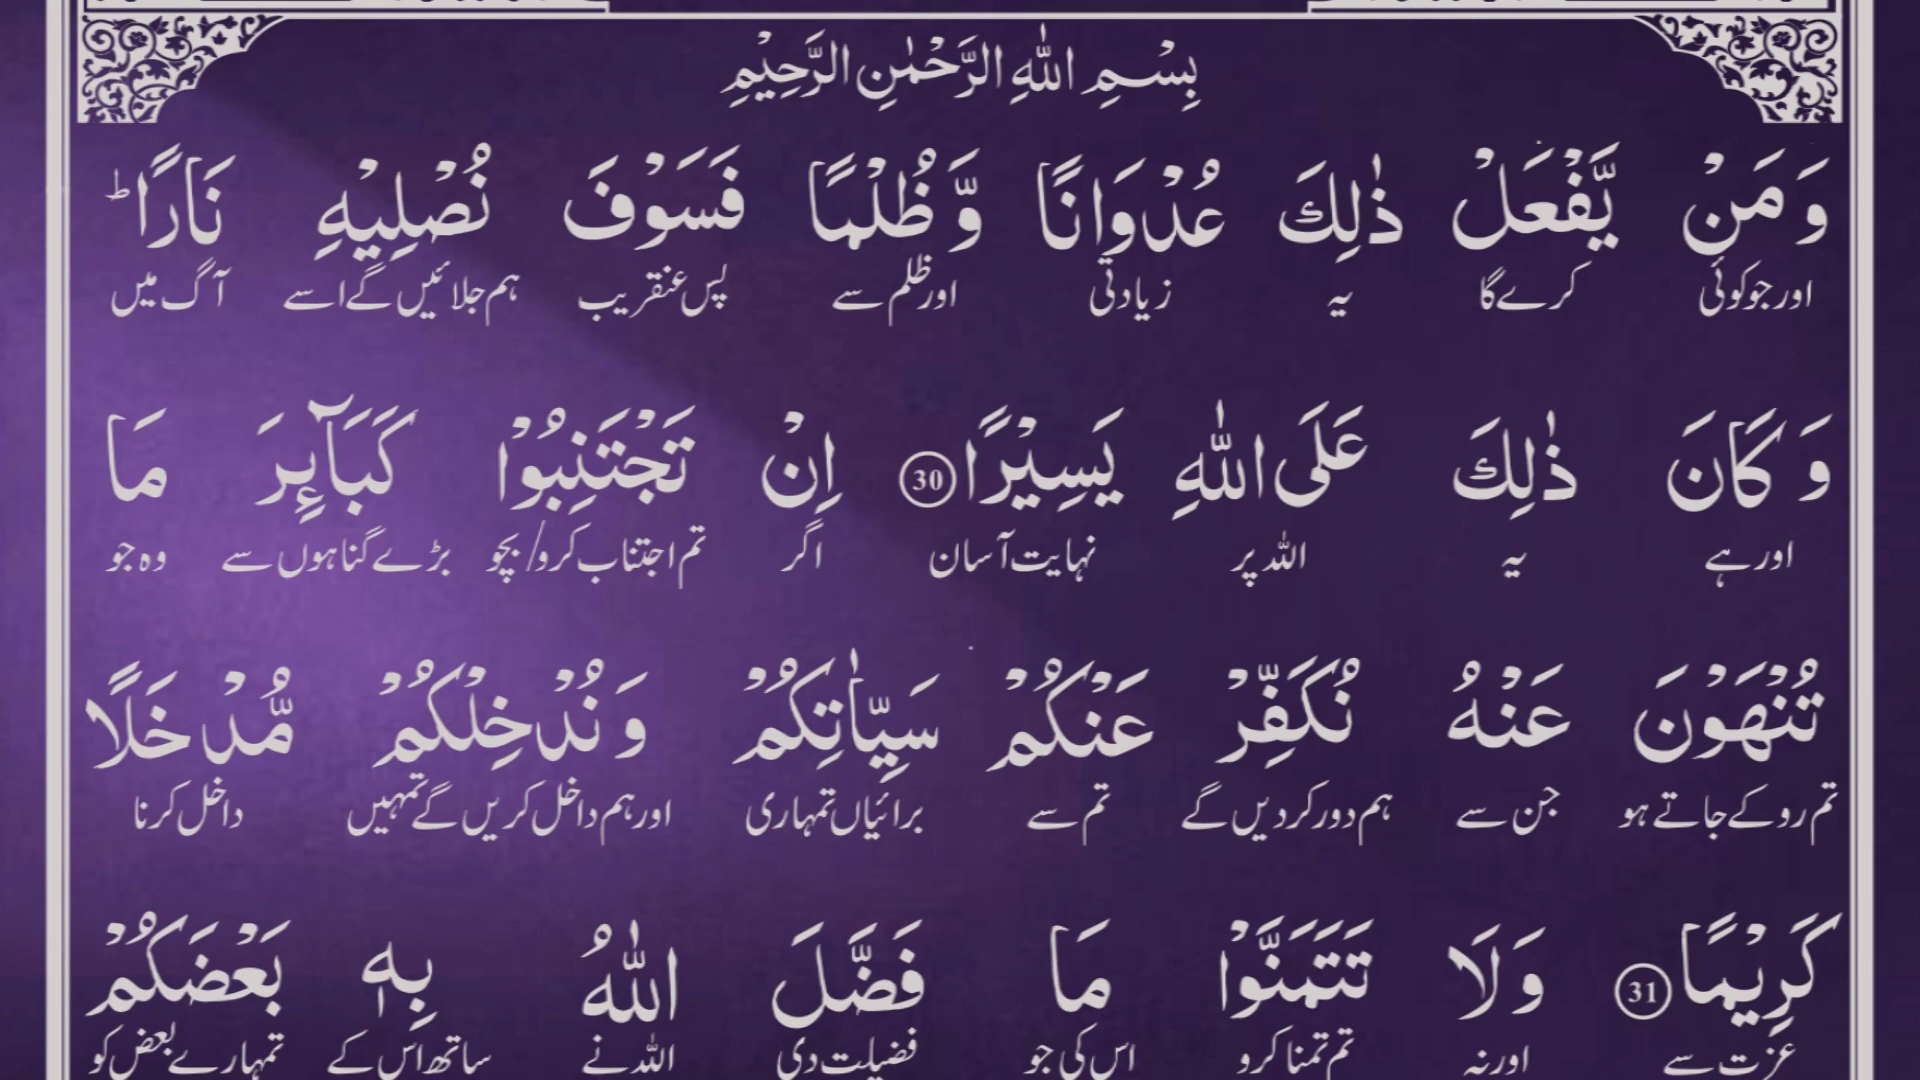 بِسْمِ اللّٰهِ الرَّحْمٰنِ الرَّحِيْمِ
وَمَنْ يَّفْعَلْ ذٰلِكَ عُدْوَانًا وَّظُلْمًا فَسَوْفَ نُصْلِيْهِ نَارًا ؕ
اور جو کوئی کرے گا یہ زیادتی اور ظلم سے پس عنقریب ہم جلائیں گے اسے آگ میں
وَكَانَ ذٰلِكَ عَلَى اللّٰهِ يَسِيْرًا 30 اِنْ تَجْتَنِبُوْا كَبَآئِرَ مَا
اور ہے یہ اللہ پر نہایت آسان اگر تم اجتناب کرو/بچو بڑے گناہوں سے وہ جو
تُنْهَوْنَ عَنْهُ نُكَفِّرْ عَنْكُمْ سَيِّاٰتِكُمْ وَنُدْخِلْكُمْ مُّدْخَلًا
تم روکے جاتے ہو جن سے ہم دور کردیں گے تم سے برائیاں تمہاری اور ہم داخل کریں گے تمہیں داخل کرنا
كَرِيْمًا 31 وَلَا تَتَمَنَّوْا مَا فَضَّلَ اللّٰهُ بِهٖ بَعْضَكُمْ
عزت سے اور نہ تم تمنا کرو اس کی جو فضیلت دی اللہ نے ساتھ اس کے تمہارے بعض کو